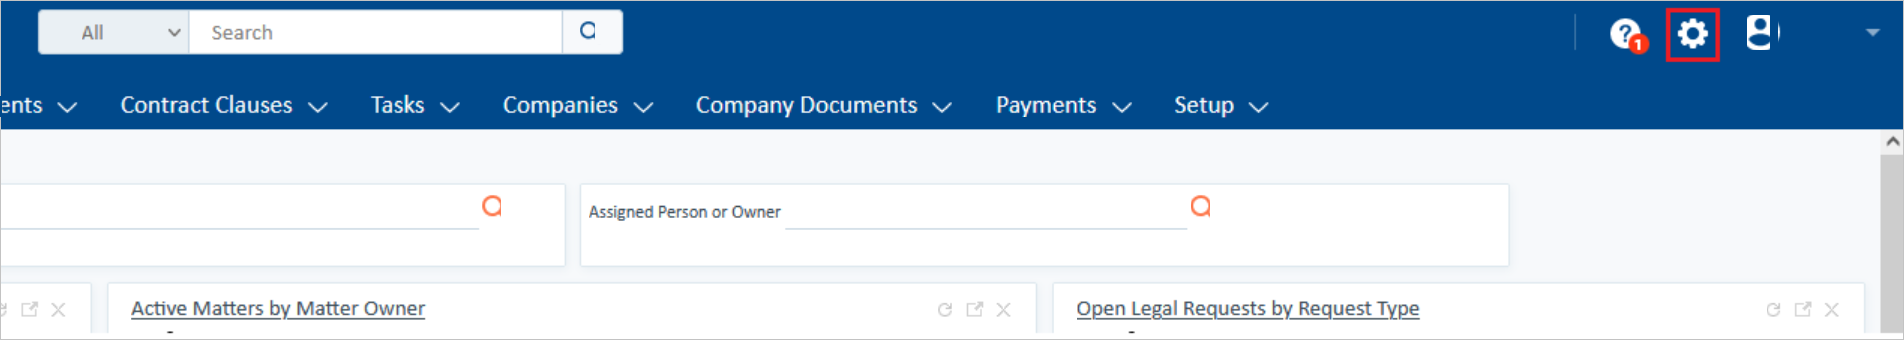 All Search
? 1
ents Contract Clauses Tasks Companies Company Documents Payments Setup
Assigned Person or Owner
Active Matters by Matter Owner
Open Legal Requests by Request Type